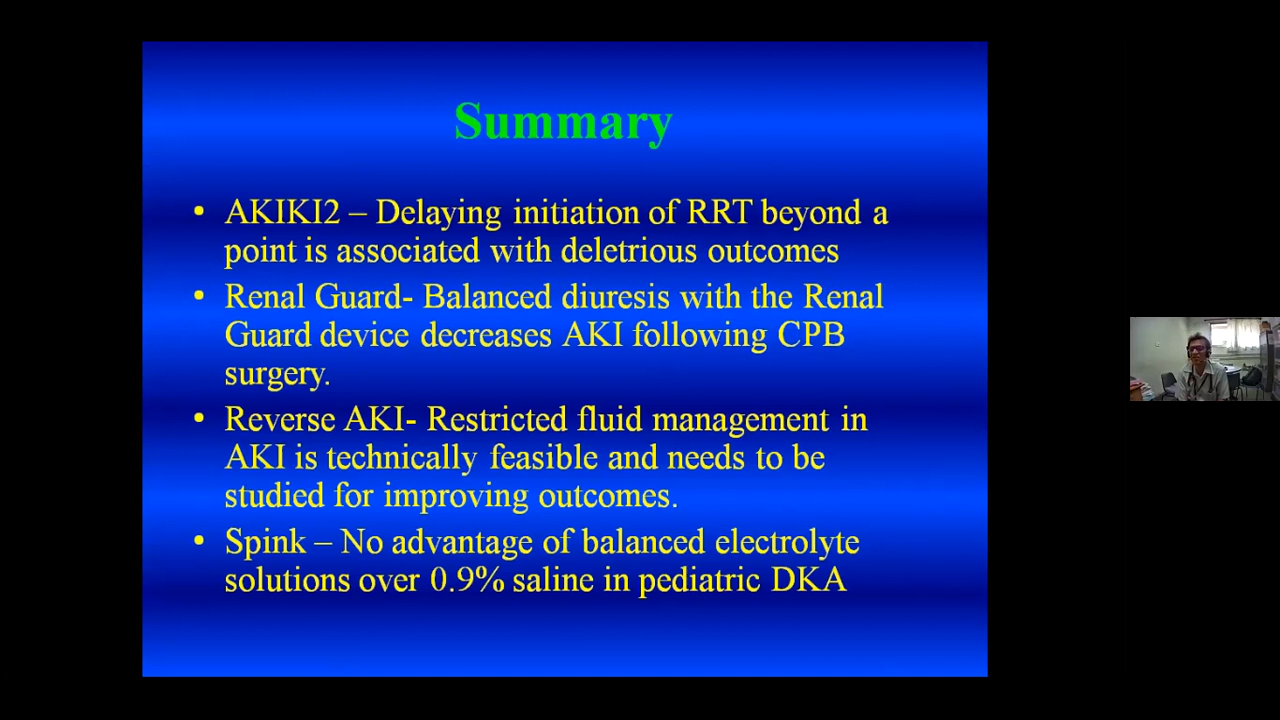 Summary
• AKIKI2 – Delaying initiation of RRT beyond a
point is associated with deletrious outcomes
• Renal Guard- Balanced diuresis with the Renal
Guard device decreases AKI following CPB
surgery.
• Reverse AKI- Restricted fluid management in
AKI is technically feasible and needs to be
studied for improving outcomes.
• Spink – No advantage of balanced electrolyte
solutions over 0.9% saline in pediatric DKA